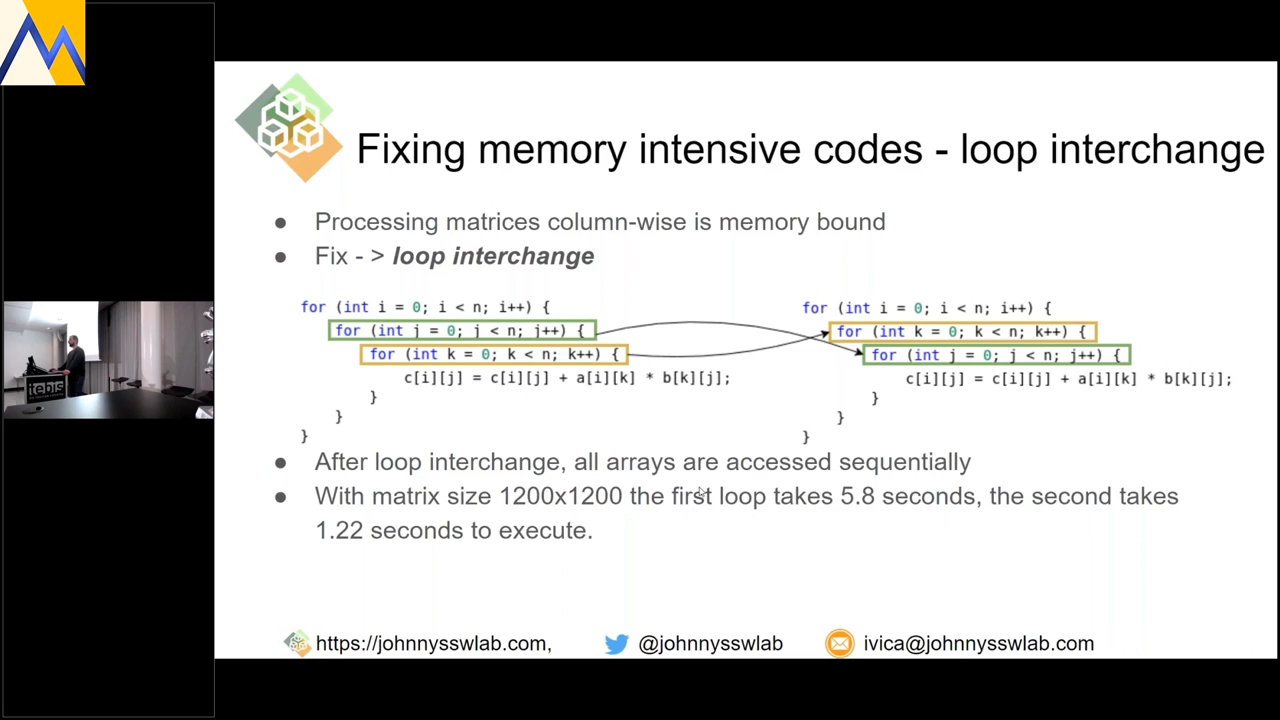 Fixing memory intensive codes - loop interchange
● Processing matrices column-wise is memory bound
● Fix - > loop interchange
for (int i = 0; i < n; i++) {
for (int j = 0; j < n; j++) {
for (int k = 0; k < n; k++) {
c[i][j] = c[i][j] + a[i][k] * b[k][j];
}
}
}
for (int i = 0; i < n; i++) {
for (int k = 0; k < n; k++) {
for (int j = 0; j < n; j++) {
c[i][j] = c[i][j] + a[i][k] * b[k][j];
}
}
}
● After loop interchange, all arrays are accessed sequentially
● With matrix size 1200x1200 the first loop takes 5.8 seconds, the second takes
1.22 seconds to execute.
https://johnnysswlab.com,
@johnnysswlab
ivica@johnnysswlab.com
tebis